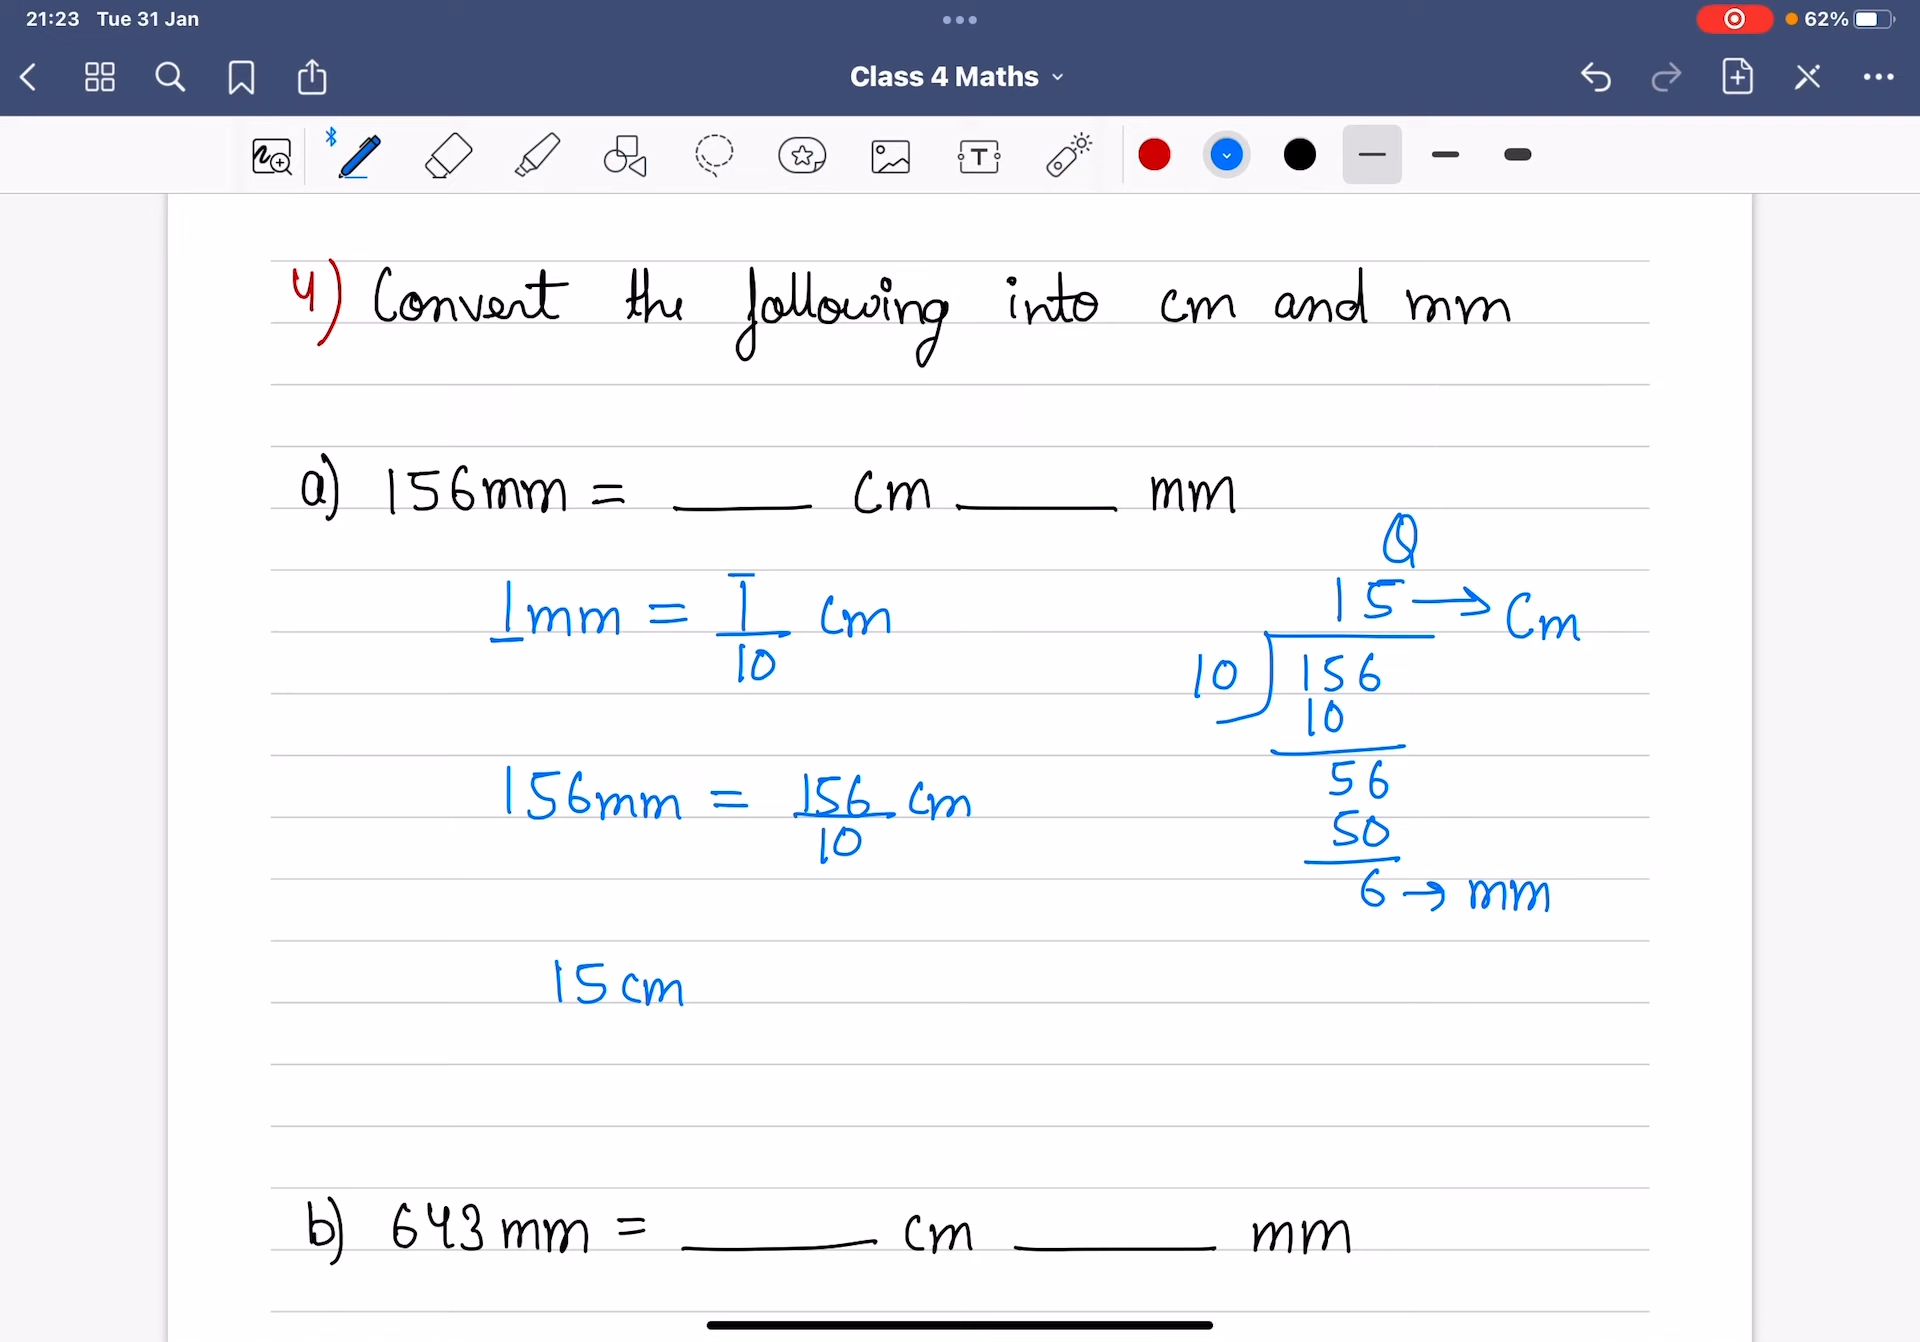 21:23 Tue 31 Jan
62%
Class 4 Maths
T
4) Convert the following into cm and mm
a) 156mm = ____ cm ____ mm
1mm = 1/10 cm
156mm = 156/10 cm
15cm
Q
15 → cm
10 ) 156
10
56
50
6 → mm
b) 643 mm = ____ cm ____ mm